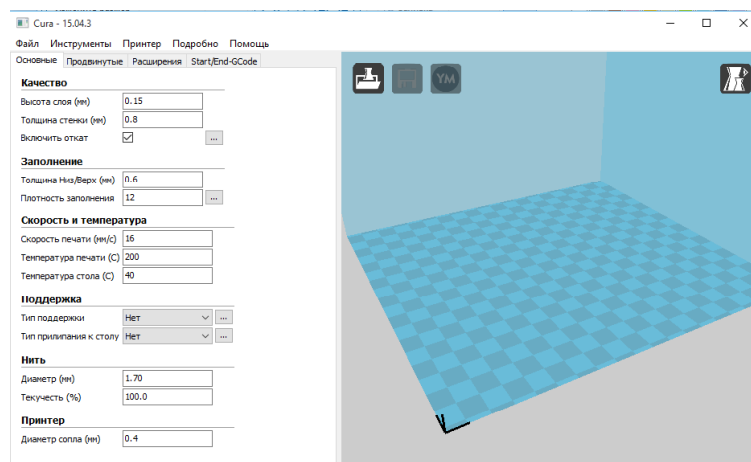 Cura - 15.04.3
Файл Инструменты Принтер Подробно Помощь
Основные Продвинутые Расширения Start/End-GCode
Качество
Высота слоя (мм) 0.15
Толщина стенки (мм) 0.8
Включить откат ...
Заполнение
Толщина Низ/Верх (мм) 0.6
Плотность заполнения 12 ...
Скорость и температура
Скорость печати (мм/с) 16
Температура печати (C) 200
Температура стола (C) 40
Поддержка
Тип поддержки Нет ...
Тип прилипания к столу Нет ...
Нить
Диаметр (мм) 1.70
Текучесть (%) 100.0
Принтер
Диаметр сопла (мм) 0.4
YM